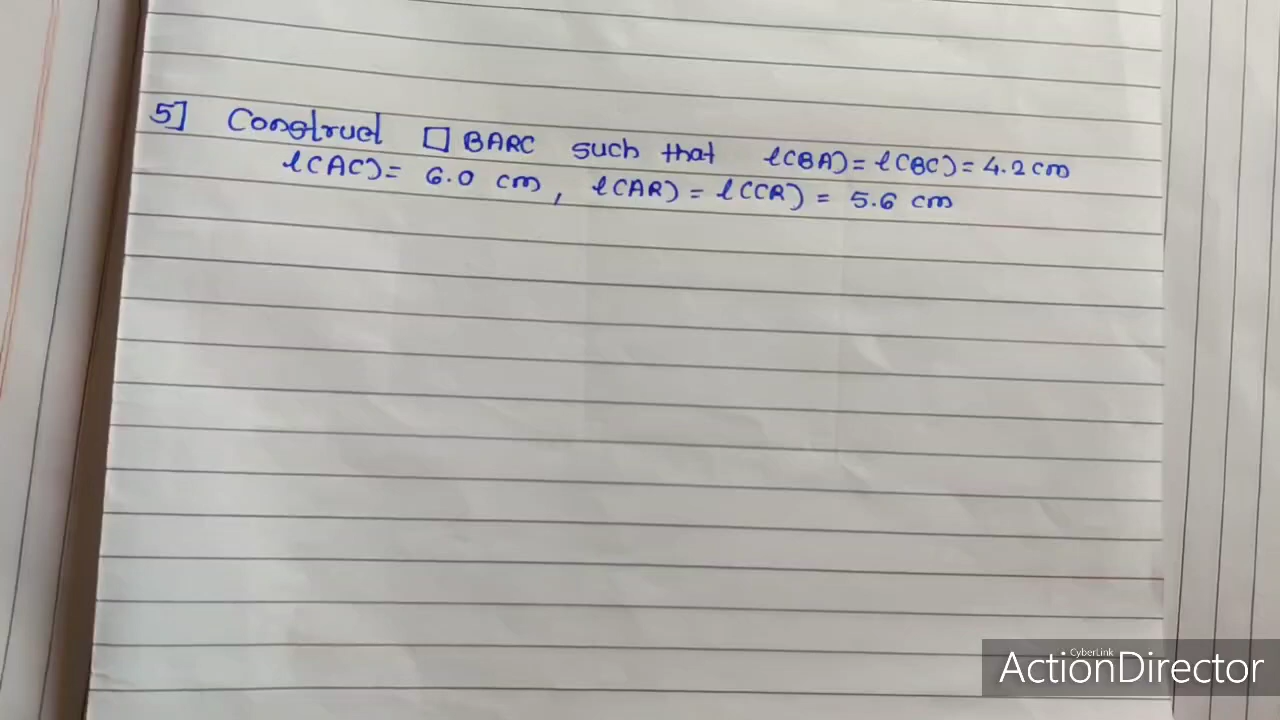 5] Construct □ BARC such that l(BA) = l(BC) = 4.2 cm
l(AC) = 6.0 cm, l(AR) = l(CR) = 5.6 cm
CyberLink
ActionDirector